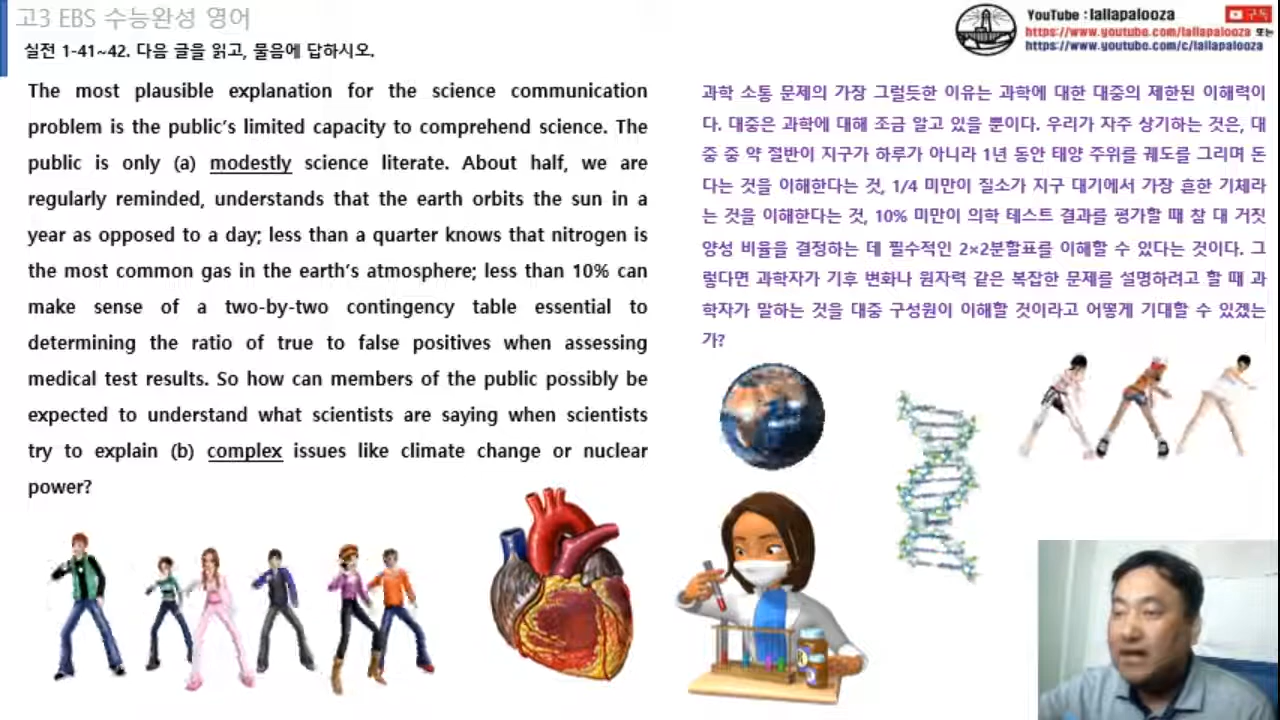 고3 EBS 수능완성 영어
실전 1-41~42. 다음 글을 읽고, 물음에 답하시오.
YouTube : lallapalooza
구독
https://www.youtube.com/lallapalooza 또는
https://www.youtube.com/c/lallapalooza
The most plausible explanation for the science communication
problem is the public's limited capacity to comprehend science. The
public is only (a) modestly science literate. About half, we are
regularly reminded, understands that the earth orbits the sun in a
year as opposed to a day; less than a quarter knows that nitrogen is
the most common gas in the earth's atmosphere; less than 10% can
make sense of a two-by-two contingency table essential to
determining the ratio of true to false positives when assessing
medical test results. So how can members of the public possibly be
expected to understand what scientists are saying when scientists
try to explain (b) complex issues like climate change or nuclear
power?
과학 소통 문제의 가장 그럴듯한 이유는 과학에 대한 대중의 제한된 이해력이
다. 대중은 과학에 대해 조금 알고 있을 뿐이다. 우리가 자주 상기하는 것은, 대
중 중 약 절반이 지구가 하루가 아니라 1년 동안 태양 주위를 궤도를 그리며 돈
다는 것을 이해한다는 것, 1/4 미만이 질소가 지구 대기에서 가장 흔한 기체라
는 것을 이해한다는 것, 10% 미만이 의학 테스트 결과를 평가할 때 참 대 거짓
양성 비율을 결정하는 데 필수적인 2×2분할표를 이해할 수 있다는 것이다. 그
렇다면 과학자가 기후 변화나 원자력 같은 복잡한 문제를 설명하려고 할 때 과
학자가 말하는 것을 대중 구성원이 이해할 것이라고 어떻게 기대할 수 있겠는
가?